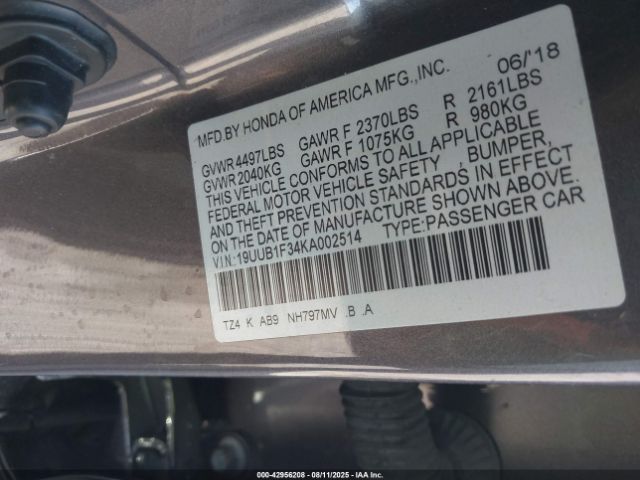 MFD.BY HONDA OF AMERICA MFG.,INC. 06/'18
GVWR 4497LBS GAWR F 2370LBS R 2161LBS
GVWR 2040KG GAWR F 1075KG R 980KG
THIS VEHICLE CONFORMS TO ALL APPLICABLE
FEDERAL MOTOR VEHICLE SAFETY , BUMPER,
AND THEFT PREVENTION STANDARDS IN EFFECT
ON THE DATE OF MANUFACTURE SHOWN ABOVE.
VIN:19UUB1F34KA002514 TYPE:PASSENGER CAR
TZ4 K AB9 NH797MV .B .A
000-42956208 - 08/11/2025 - IAA Inc.